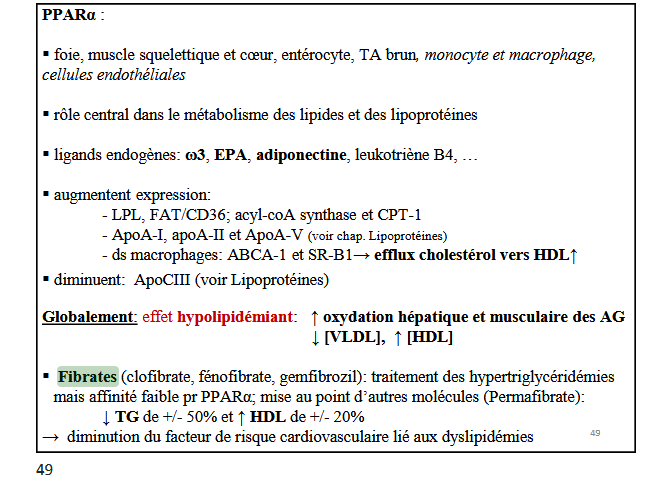 PPARα :
▪ foie, muscle squelettique et cœur, entérocyte, TA brun, monocyte et macrophage,
cellules endothéliales
▪ rôle central dans le métabolisme des lipides et des lipoprotéines
▪ ligands endogènes: ω3, EPA, adiponectine, leukotriène B4, …
▪ augmentent expression:
- LPL, FAT/CD36; acyl-coA synthase et CPT-1
- ApoA-I, apoA-II et ApoA-V (voir chap. Lipoprotéines)
- ds macrophages: ABCA-1 et SR-B1→ efflux cholestérol vers HDL↑
▪ diminuent: ApoCIII (voir Lipoprotéines)
Globalement: effet hypolipidémiant: ↑ oxydation hépatique et musculaire des AG
↓ [VLDL], ↑ [HDL]
▪ Fibrates (clofibrate, fénofibrate, gemfibrozil): traitement des hypertriglycéridémies
mais affinité faible pr PPARα; mise au point d’autres molécules (Permafibrate):
↓ TG de +/- 50% et ↑ HDL de +/- 20%
→ diminution du facteur de risque cardiovasculaire lié aux dyslipidémies
49
49